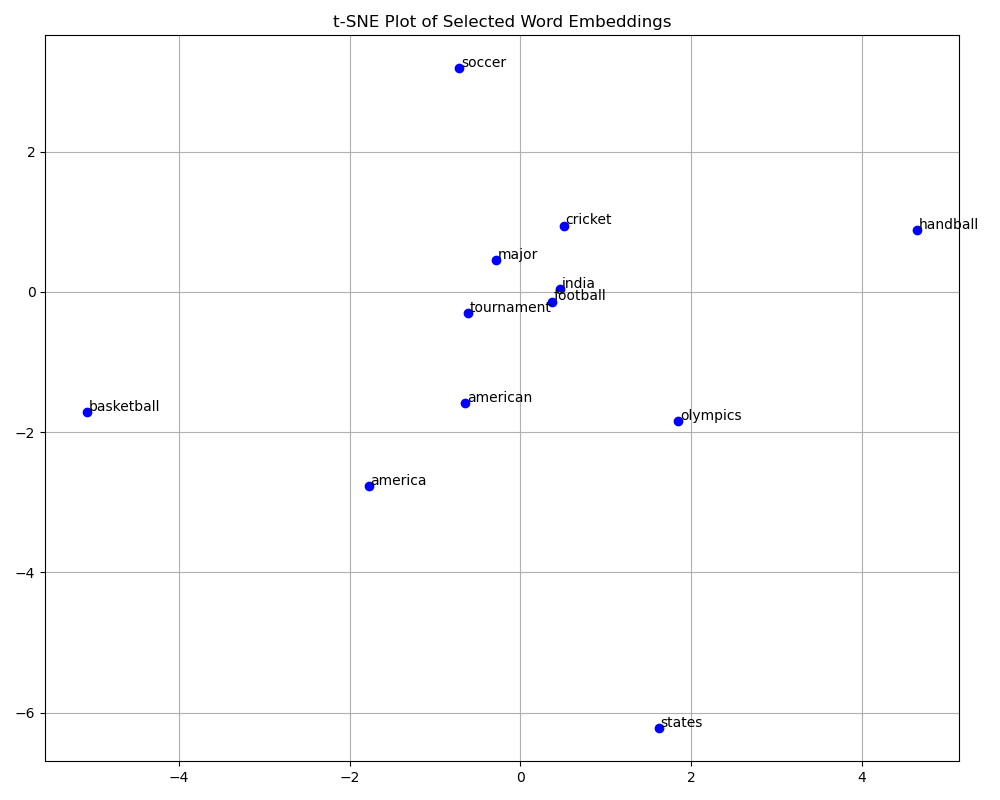 t-SNE Plot of Selected Word Embeddings
soccer
2
cricket
handball
major
india
0
football
tournament
american
basketball
olympics
−2
america
−4
−6
states
−4
−2
0
2
4